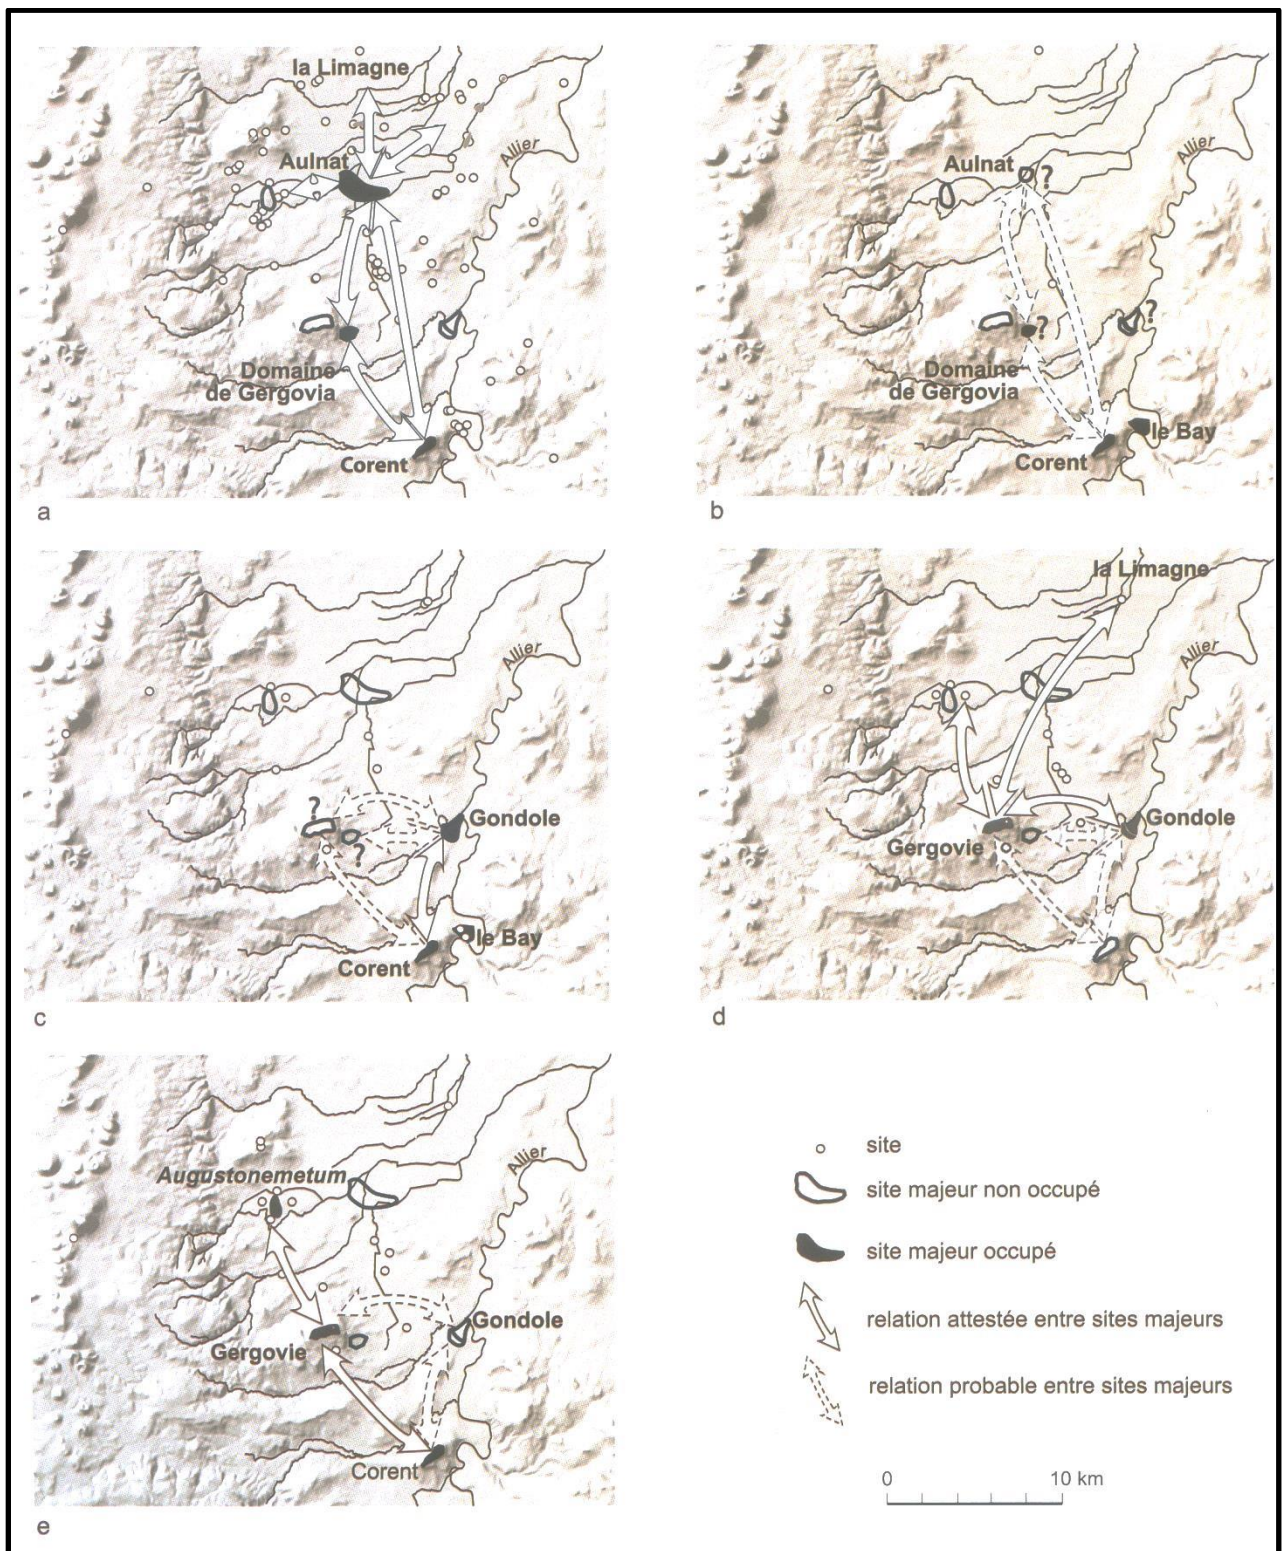 la Limagne
Aulnat
Allier
Domaine
de Gergovia
Corent
a
Aulnat
?
Allier
?
?
Domaine
de Gergovia
le Bay
Corent
b
Allier
?
Gondole
?
le Bay
Corent
c
la Limagne
Allier
Gondole
Gergovie
d
Augustonemetum
Allier
Gondole
Gergovie
Corent
e
site
site majeur non occupé
site majeur occupé
relation attestée entre sites majeurs
relation probable entre sites majeurs
0 10 km